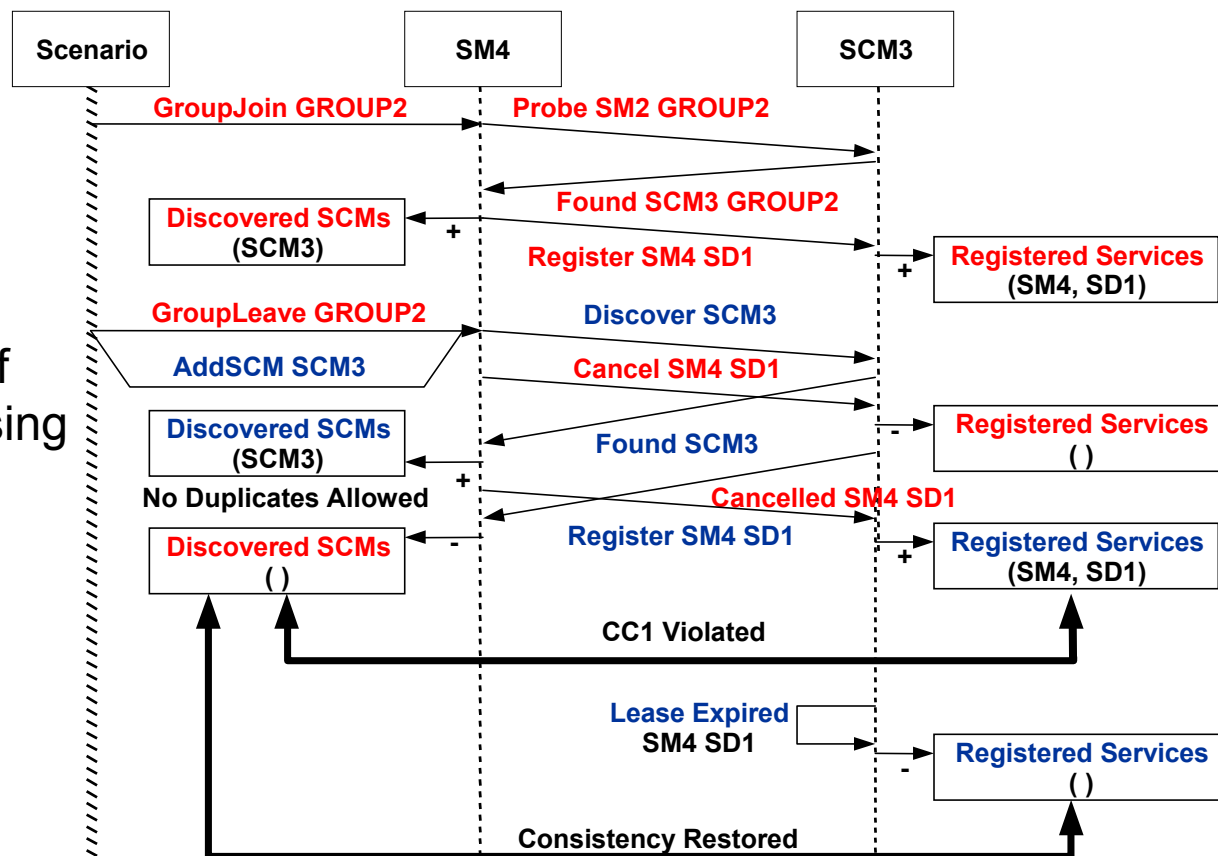 Scenario
SM4
SCM3
GroupJoin GROUP2
Probe SM2 GROUP2
Found SCM3 GROUP2
Discovered SCMs
(SCM3)
+
Register SM4 SD1
+
Registered Services
(SM4, SD1)
GroupLeave GROUP2
Discover SCM3
f
AddSCM SCM3
Cancel SM4 SD1
sing
Discovered SCMs
(SCM3)
Found SCM3
-
Registered Services
( )
+
No Duplicates Allowed
Cancelled SM4 SD1
Discovered SCMs
( )
-
Register SM4 SD1
+
Registered Services
(SM4, SD1)
CC1 Violated
Lease Expired
SM4 SD1
-
Registered Services
( )
Consistency Restored